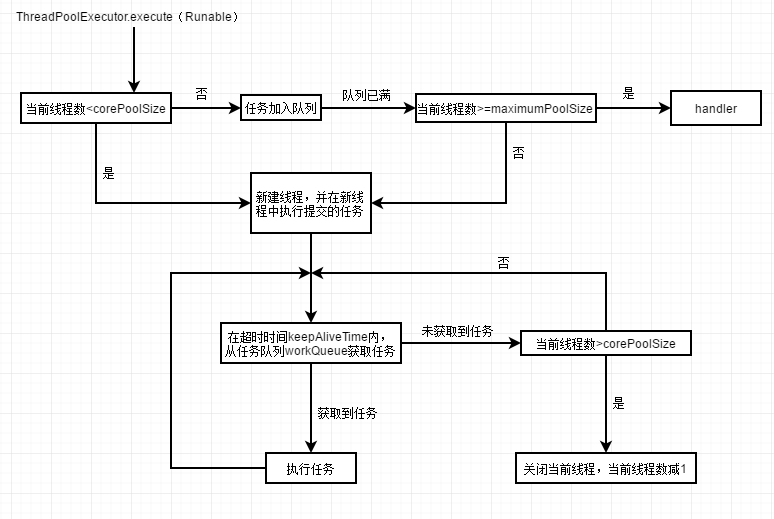 ThreadPoolExecutor.execute（Runable）
当前线程数<corePoolSize
否
任务加入队列
队列已满
当前线程数>=maximumPoolSize
是
handler
是
否
新建线程，并在新线
程中执行提交的任务
否
在超时时间keepAliveTime内，
从任务队列workQueue获取任务
未获取到任务
当前线程数>corePoolSize
获取到任务
是
执行任务
关闭当前线程，当前线程数减1